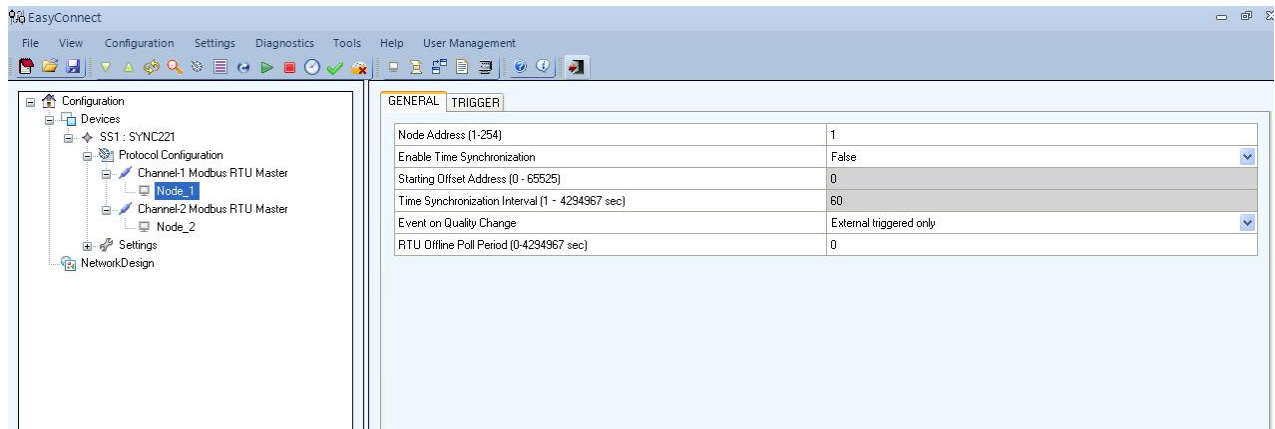 EasyConnect
File View Configuration Settings Diagnostics Tools Help User Management
Configuration
Devices
SS1 : SYNC221
Protocol Configuration
Channel-1 Modbus RTU Master
Node_1
Channel-2 Modbus RTU Master
Node_2
Settings
NetworkDesign
GENERAL TRIGGER
Node Address (1-254) 1
Enable Time Synchronization False
Starting Offset Address (0 - 65525) 0
Time Synchronization Interval (1 - 4294967 sec) 60
Event on Quality Change External triggered only
RTU Offline Poll Period (0-4294967 sec) 0